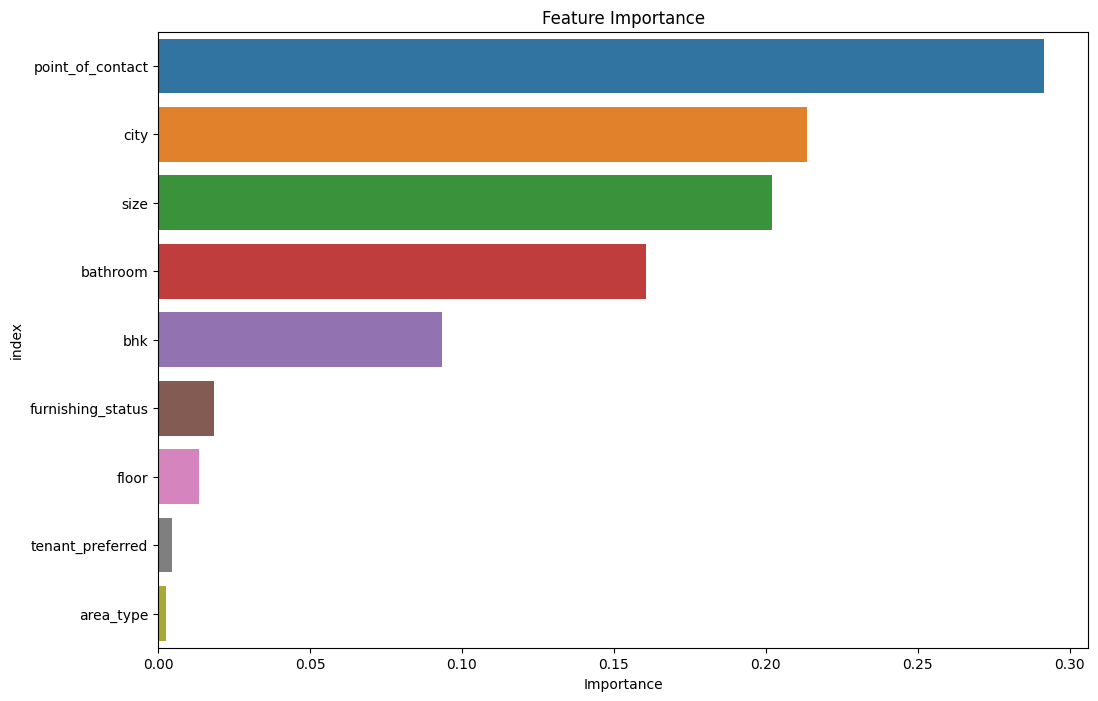 Feature Importance
point_of_contact
city
size
bathroom
bhk
furnishing_status
floor
tenant_preferred
area_type
index
0.00 0.05 0.10 0.15 0.20 0.25 0.30
Importance